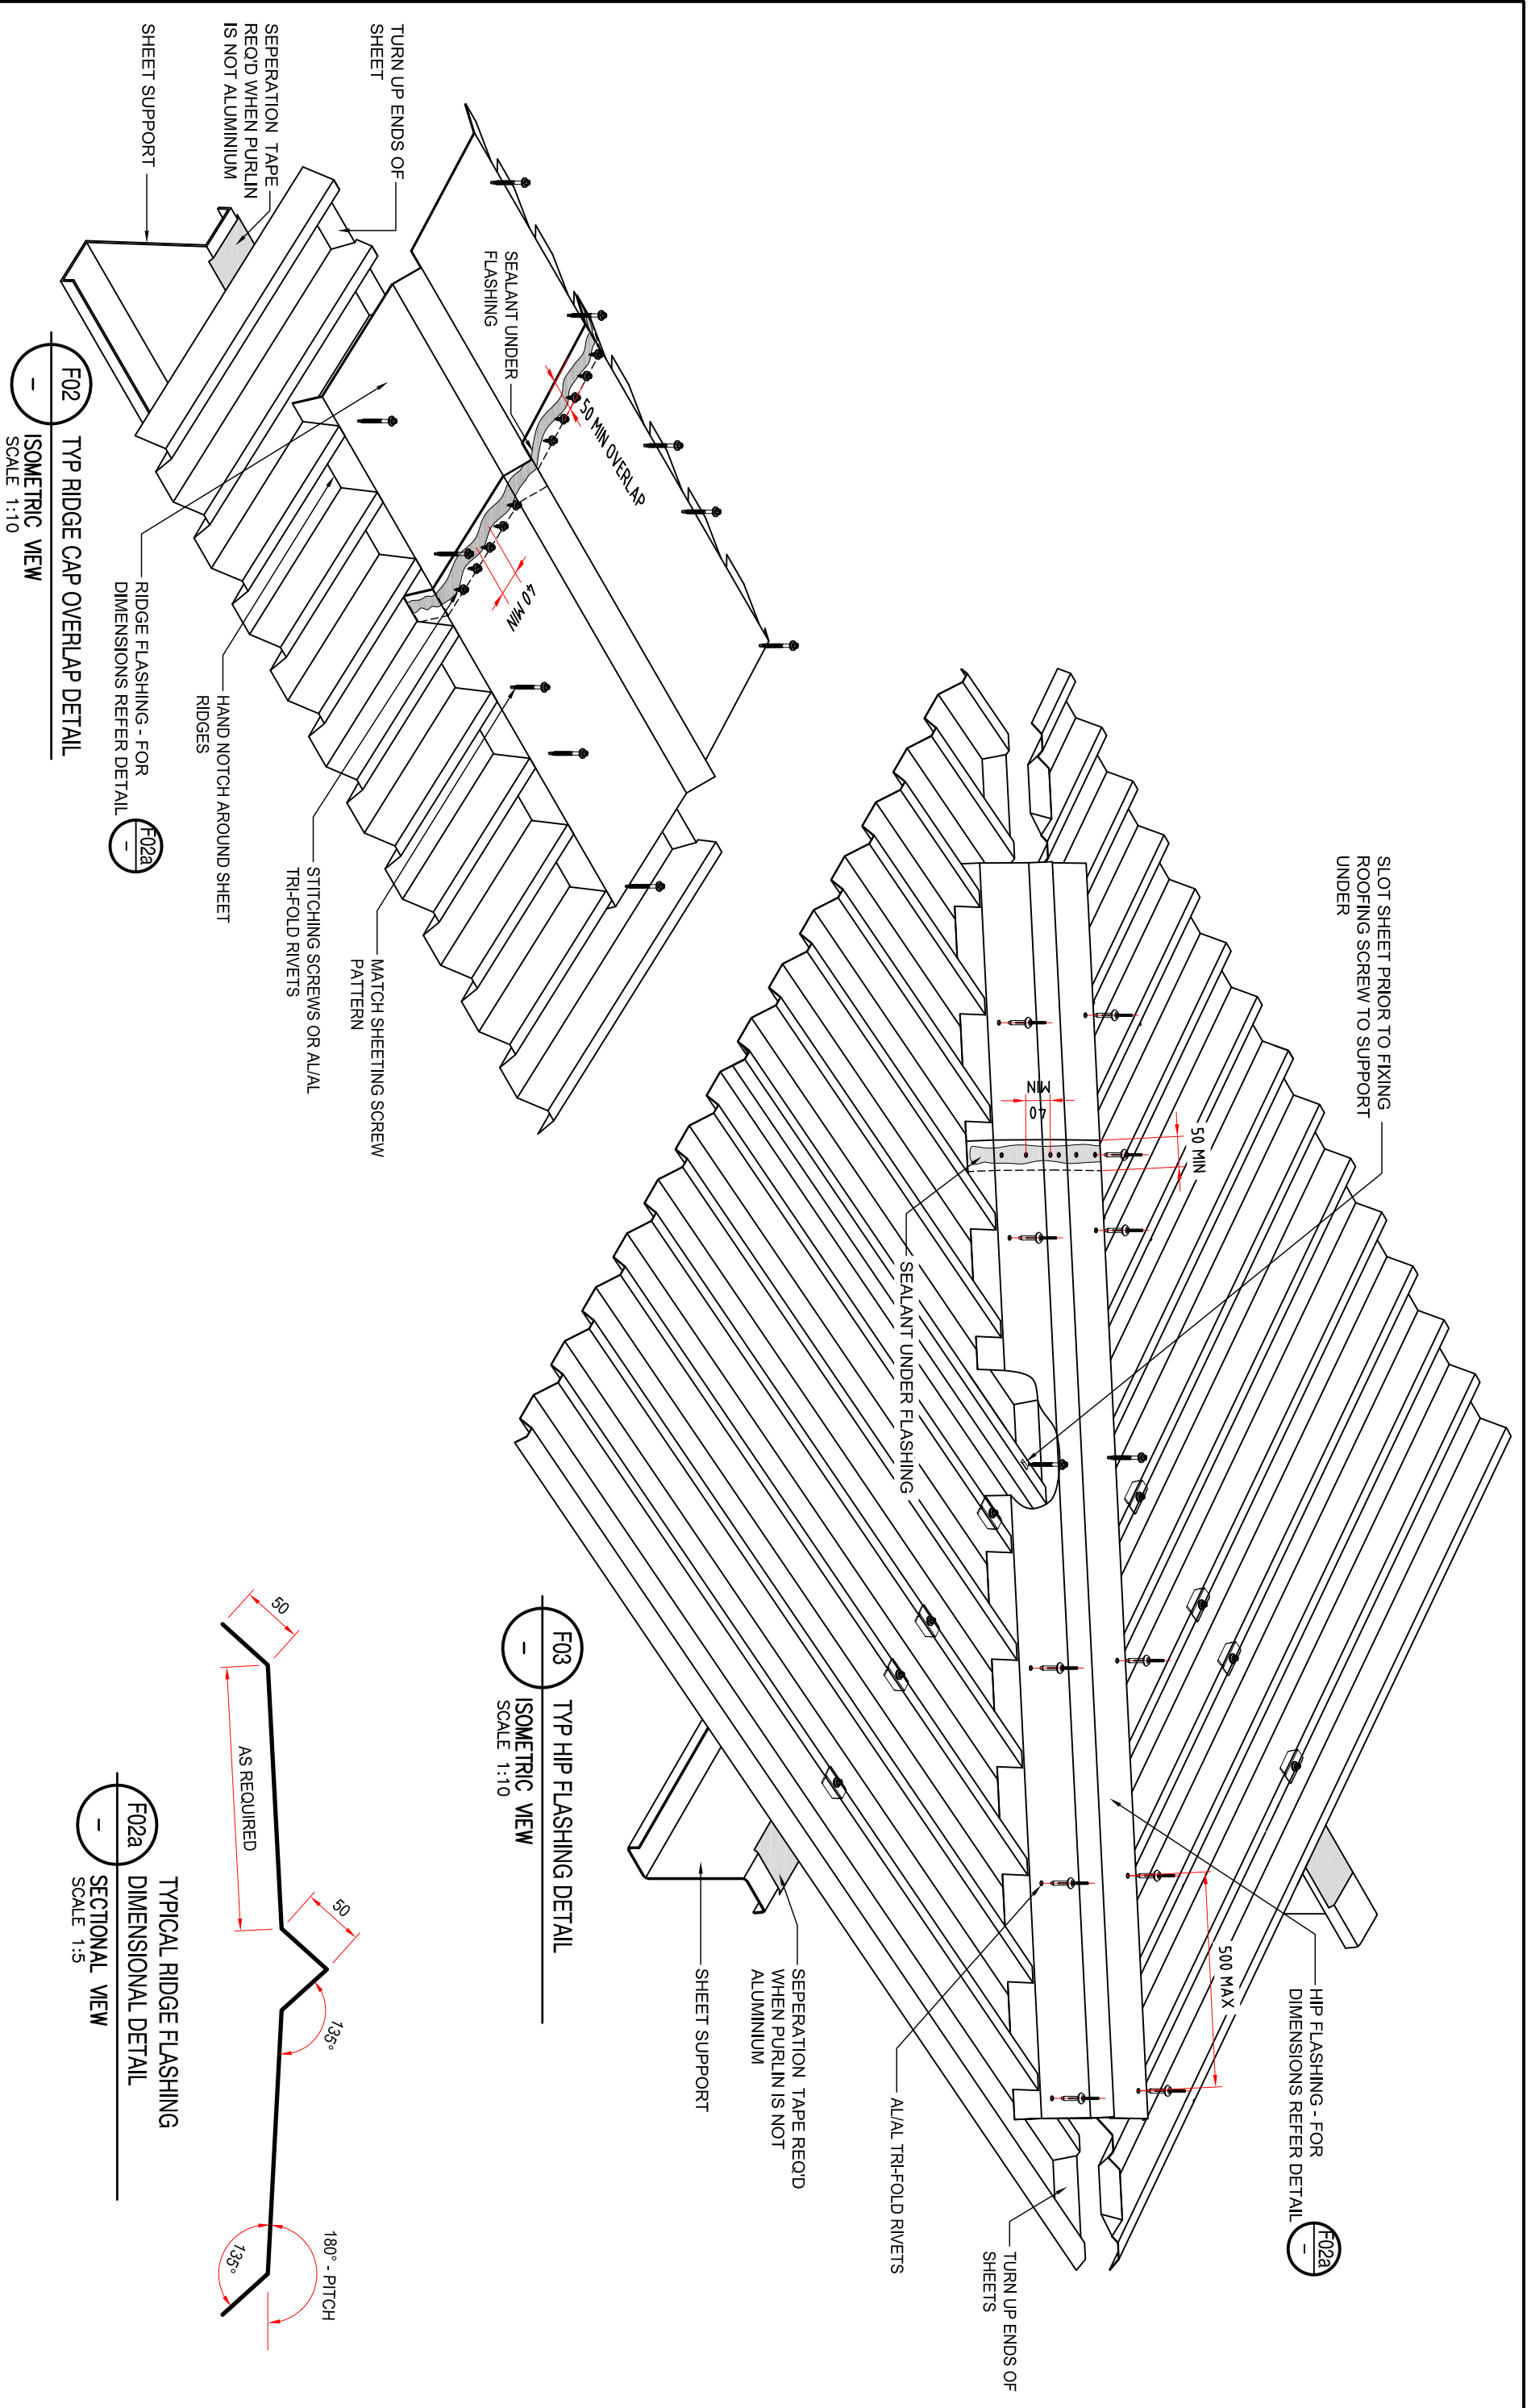 SLOT SHEET PRIOR TO FIXING
ROOFING SCREW TO SUPPORT
UNDER
HIP FLASHING - FOR
DIMENSIONS REFER DETAIL
F02a
-
50 MIN
40
MIN
500 MAX
SEALANT UNDER FLASHING
TURN UP ENDS OF
SHEETS
AL/AL TRI-FOLD RIVETS
SEPERATION TAPE REQ'D
WHEN PURLIN IS NOT
ALUMINIUM
SHEET SUPPORT
F03
-
TYP HIP FLASHING DETAIL
ISOMETRIC VIEW
SCALE 1:10
TURN UP ENDS OF
SHEET
SEPERATION TAPE
REQ'D WHEN PURLIN
IS NOT ALUMINIUM
SHEET SUPPORT
SEALANT UNDER
FLASHING
50 MIN OVERLAP
40 MIN
MATCH SHEETING SCREW
PATTERN
STITCHING SCREWS OR AL/AL
TRI-FOLD RIVETS
HAND NOTCH AROUND SHEET
RIDGES
RIDGE FLASHING - FOR
DIMENSIONS REFER DETAIL
F02a
-
F02
-
TYP RIDGE CAP OVERLAP DETAIL
ISOMETRIC VIEW
SCALE 1:10
50
AS REQUIRED
50
135°
180° - PITCH
135°
F02a
-
TYPICAL RIDGE FLASHING
DIMENSIONAL DETAIL
SECTIONAL VIEW
SCALE 1:5